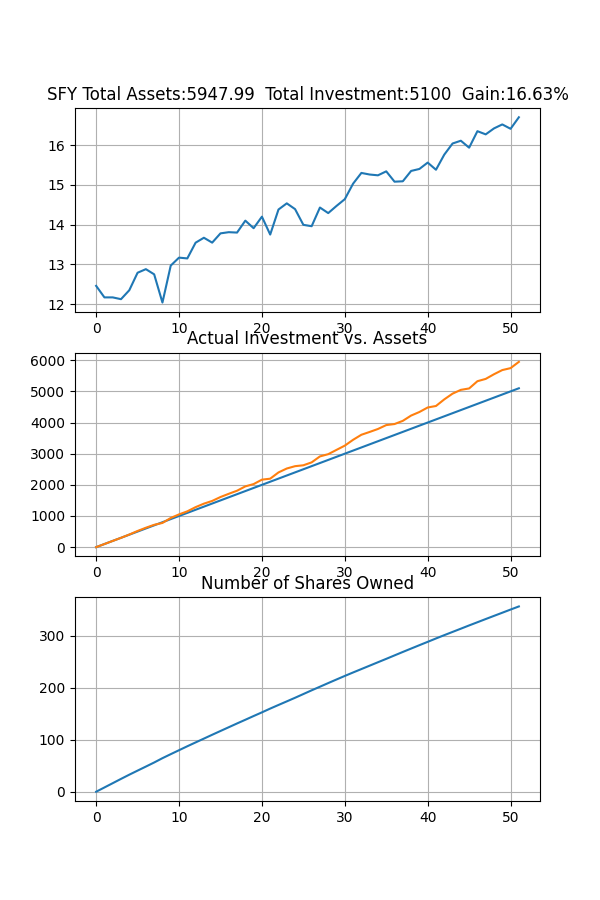 SFY Total Assets:5947.99  Total Investment:5100  Gain:16.63%
16
15
14
13
12
0 10 20 30 40 50
Actual Investment vs. Assets
6000
5000
4000
3000
2000
1000
0
0 10 20 30 40 50
Number of Shares Owned
300
200
100
0
0 10 20 30 40 50